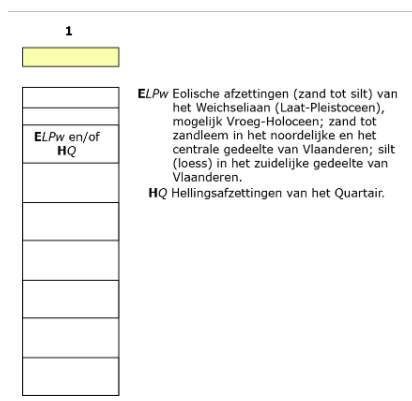 1
ELPw Eolische afzettingen (zand tot silt) van
het Weichseliaan (Laat-Pleistoceen),
mogelijk Vroeg-Holoceen; zand tot
zandleem in het noordelijke en het
centrale gedeelte van Vlaanderen; silt
(loess) in het zuidelijke gedeelte van
Vlaanderen.
HQ Hellingsafzettingen van het Quartair.
ELPw en/of
HQ